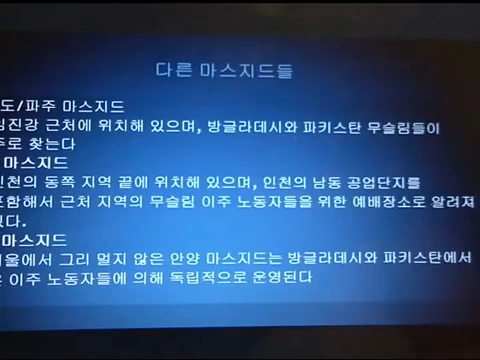 다른 마스지드들
도/파주 마스지드
임진강 근처에 위치해 있으며, 방글라데시와 파키스탄 무슬림들이
주로 찾는다
마스지드
인천의 동쪽 지역 끝에 위치해 있으며, 인천의 남동 공업단지를
포함해서 근처 지역의 무슬림 이주 노동자들을 위한 예배장소로 알려져
있다.
마스지드
서울에서 그리 멀지 않은 안양 마스지드는 방글라데시와 파키스탄에서
이주 노동자들에 의해 독립적으로 운영된다